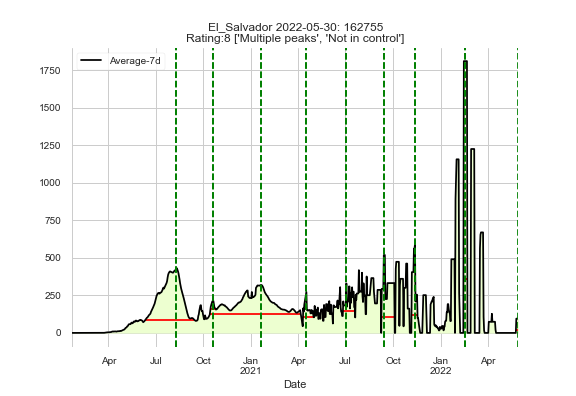 El_Salvador 2022-05-30: 162755
Rating:8 ['Multiple peaks', 'Not in control']
Average-7d
1750
1500
1250
1000
750
500
250
0
Apr Jul Oct Jan Apr Jul Oct Jan Apr
2021 2022
Date